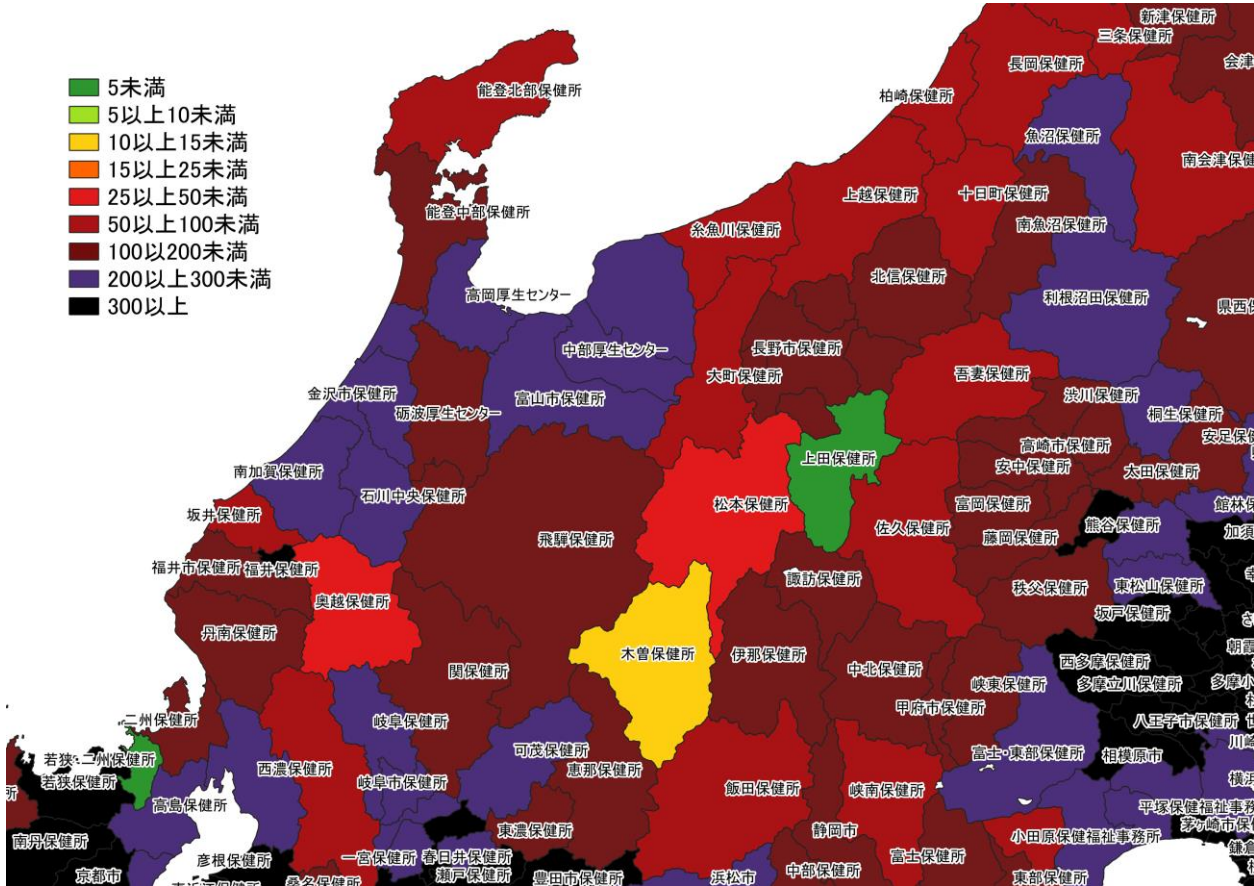 5未満
5以上10未満
10以上15未満
15以上25未満
25以上50未満
50以上100未満
100以200未満
200以上300未満
300以上
新津保健所
三条保健所
長岡保健所
会津
能登北部保健所
柏崎保健所
魚沼保健所
南会津保健
上越保健所
十日町保健所
能登中部保健所
糸魚川保健所
南魚沼保健所
北信保健所
高岡厚生センター
利根沼田保健所
県西保
中部厚生センター
長野市保健所
大町保健所
吾妻保健所
金沢市保健所
砺波厚生センター
富山市保健所
渋川保健所
桐生保健所
高崎市保健所
安足保健
上田保健所
安中保健所
太田保健所
南加賀保健所
石川中央保健所
松本保健所
佐久保健所
富岡保健所
館林保
坂井保健所
飛騨保健所
藤岡保健所
熊谷保健所
加須
福井市保健所
福井保健所
諏訪保健所
秩父保健所
東松山保健所
奥越保健所
坂戸保健所
さ
丹南保健所
木曽保健所
伊那保健所
中北保健所
西多摩保健所
朝霞
関保健所
峡東保健所
多摩立川保健所
多摩小
甲府市保健所
二州保健所
岐阜保健所
八王子市保健所
可茂保健所
富士・東部保健所
相模原市
川崎
若狭・二州保健所
若狭保健所
西濃保健所
岐阜市保健所
恵那保健所
横浜
所
高島保健所
飯田保健所
峡南保健所
平塚保健福祉事務
茅ヶ崎市保健
南丹保健所
東濃保健所
静岡市
小田原保健福祉事務所
鎌倉
京都市
彦根保健所
一宮保健所
春日井保健所
瀬戸保健所
豊田市保健所
浜松市
中部保健所
富士保健所
東部保健所
桑名保健所